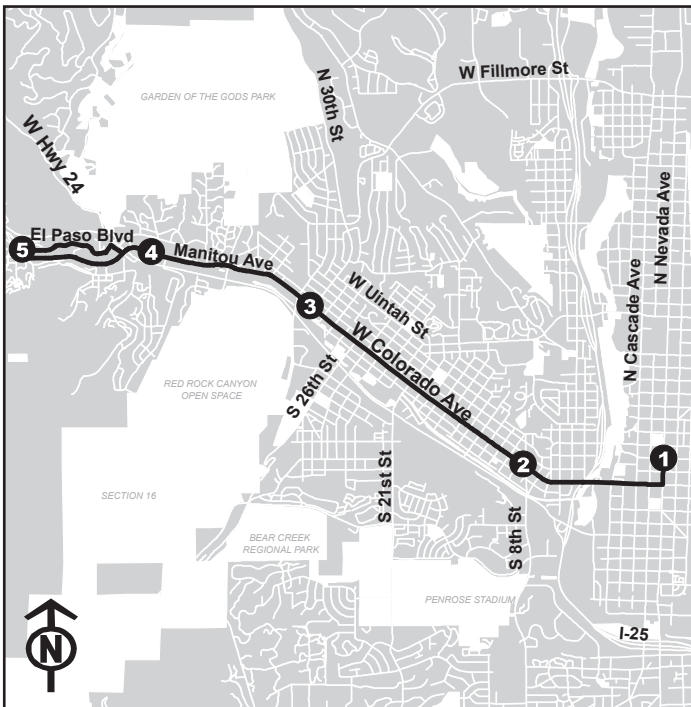 GARDEN OF THE GODS PARK
N 30th St
W Fillmore St
W Hwy 24
N Nevada Ave
El Paso Blvd
5
4
Manitou Ave
3
W Uintah St
N Cascade Ave
W Colorado Ave
RED ROCK CANYON
OPEN SPACE
S 26th St
2
1
S 21st St
SECTION 16
S 8th St
BEAR CREEK
REGIONAL PARK
PENROSE STADIUM
I-25
N